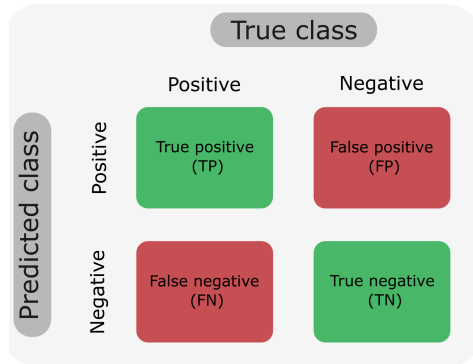 True class
Positive
Negative
Predicted class
Positive
True positive
(TP)
False positive
(FP)
Negative
False negative
(FN)
True negative
(TN)